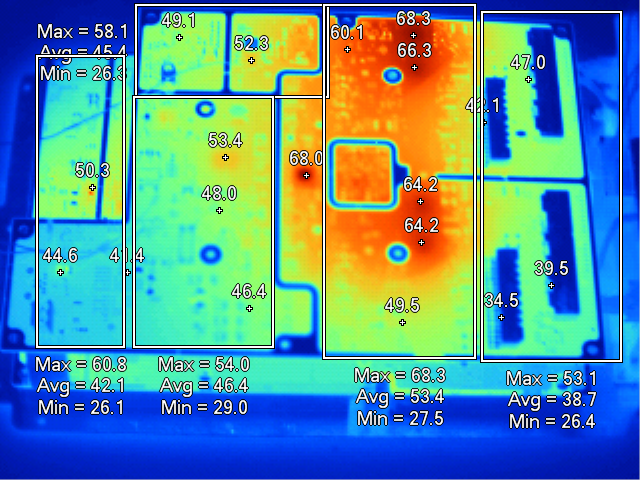 Max = 58.1
Avg = 45.4
Min = 26.3
49.1
52.3
60.1
68.3
66.3
47.0
42.1
53.4
68.0
50.3
48.0
64.2
64.2
44.6
46.4
49.5
39.5
34.5
Max = 60.8
Avg = 42.1
Min = 26.1
Max = 54.0
Avg = 46.4
Min = 29.0
Max = 68.3
Avg = 53.4
Min = 27.5
Max = 53.1
Avg = 38.7
Min = 26.4